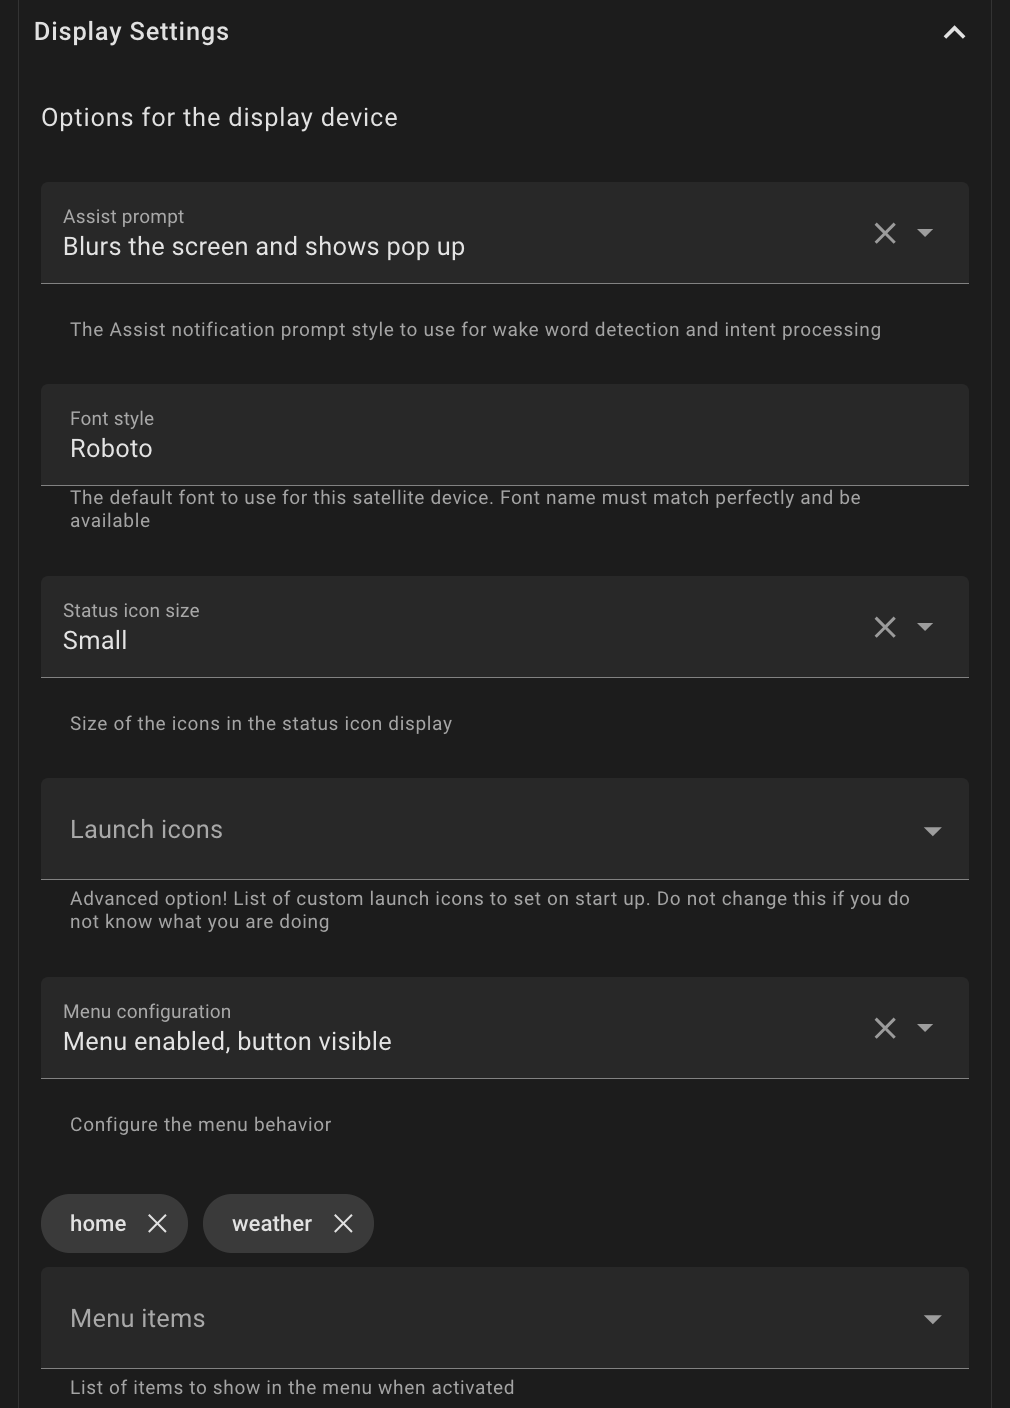 Display Settings
Options for the display device
Assist prompt
Blurs the screen and shows pop up
The Assist notification prompt style to use for wake word detection and intent processing
Font style
Roboto
The default font to use for this satellite device. Font name must match perfectly and be
available
Status icon size
Small
Size of the icons in the status icon display
Launch icons
Advanced option! List of custom launch icons to set on start up. Do not change this if you do
not know what you are doing
Menu configuration
Menu enabled, button visible
Configure the menu behavior
home weather
Menu items
List of items to show in the menu when activated